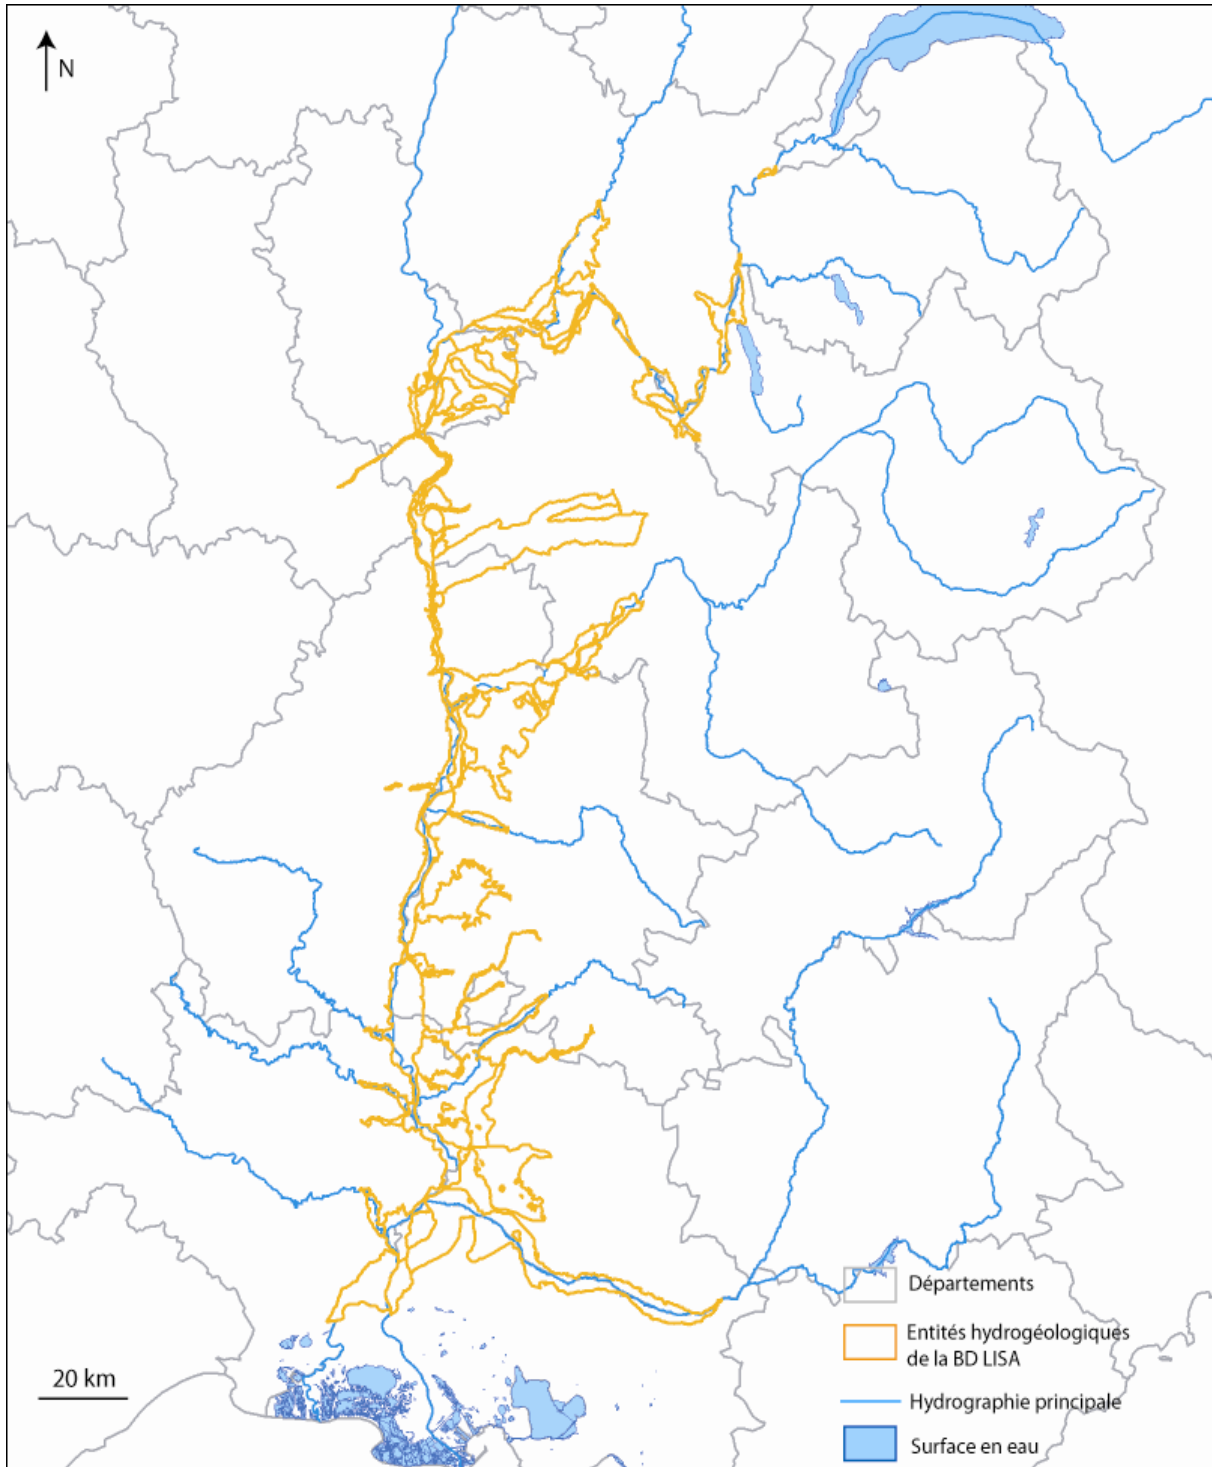 N
20 km
Départements
Entités hydrogéologiques
de la BD LISA
Hydrographie principale
Surface en eau